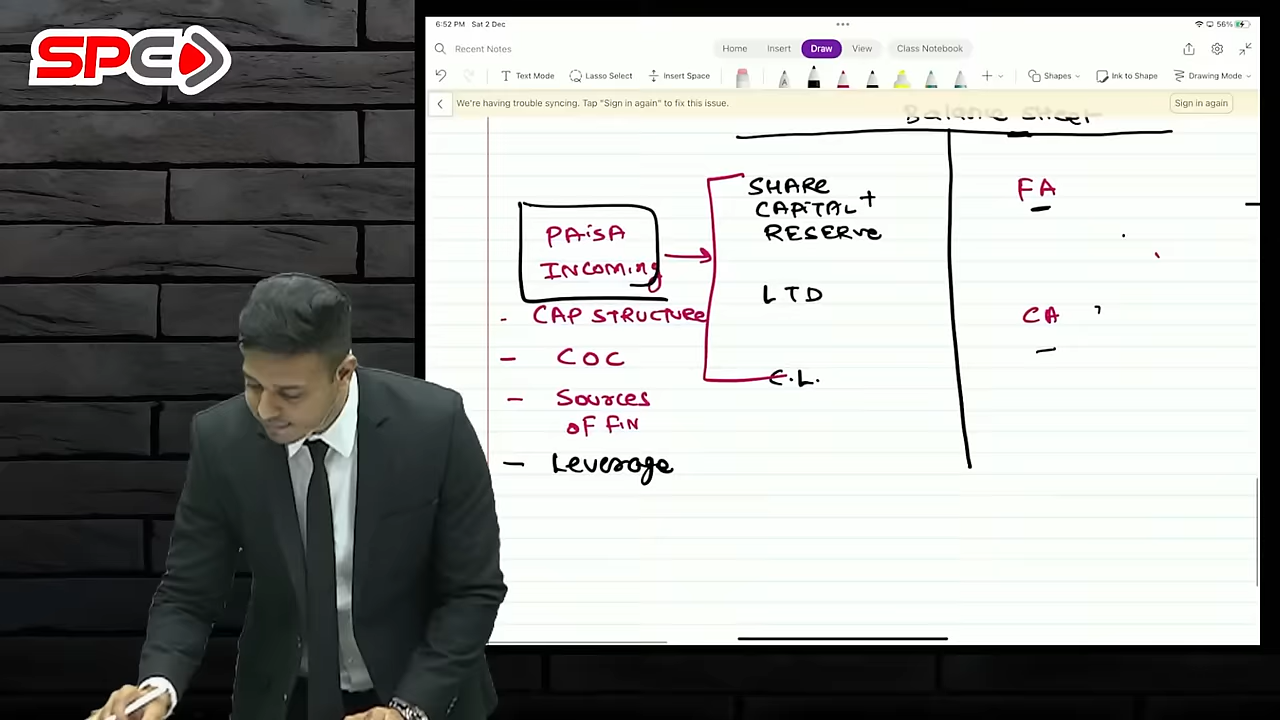 SPC
6:52 PM Sat 2 Dec
56%
Recent Notes
Home Insert Draw View Class Notebook
Text Mode Lasso Select Insert Space Shapes Ink to Shape Drawing Mode
We're having trouble syncing. Tap "Sign in again" to fix this issue.
Sign in again
Balance Sheet
SHARE
CAPITAL +
RESERVE
LTD
C.L.
FA
CA
PAISA
INCOMING
- CAP STRUCTURE
- COC
- Sources
OF FIN
- Leverage